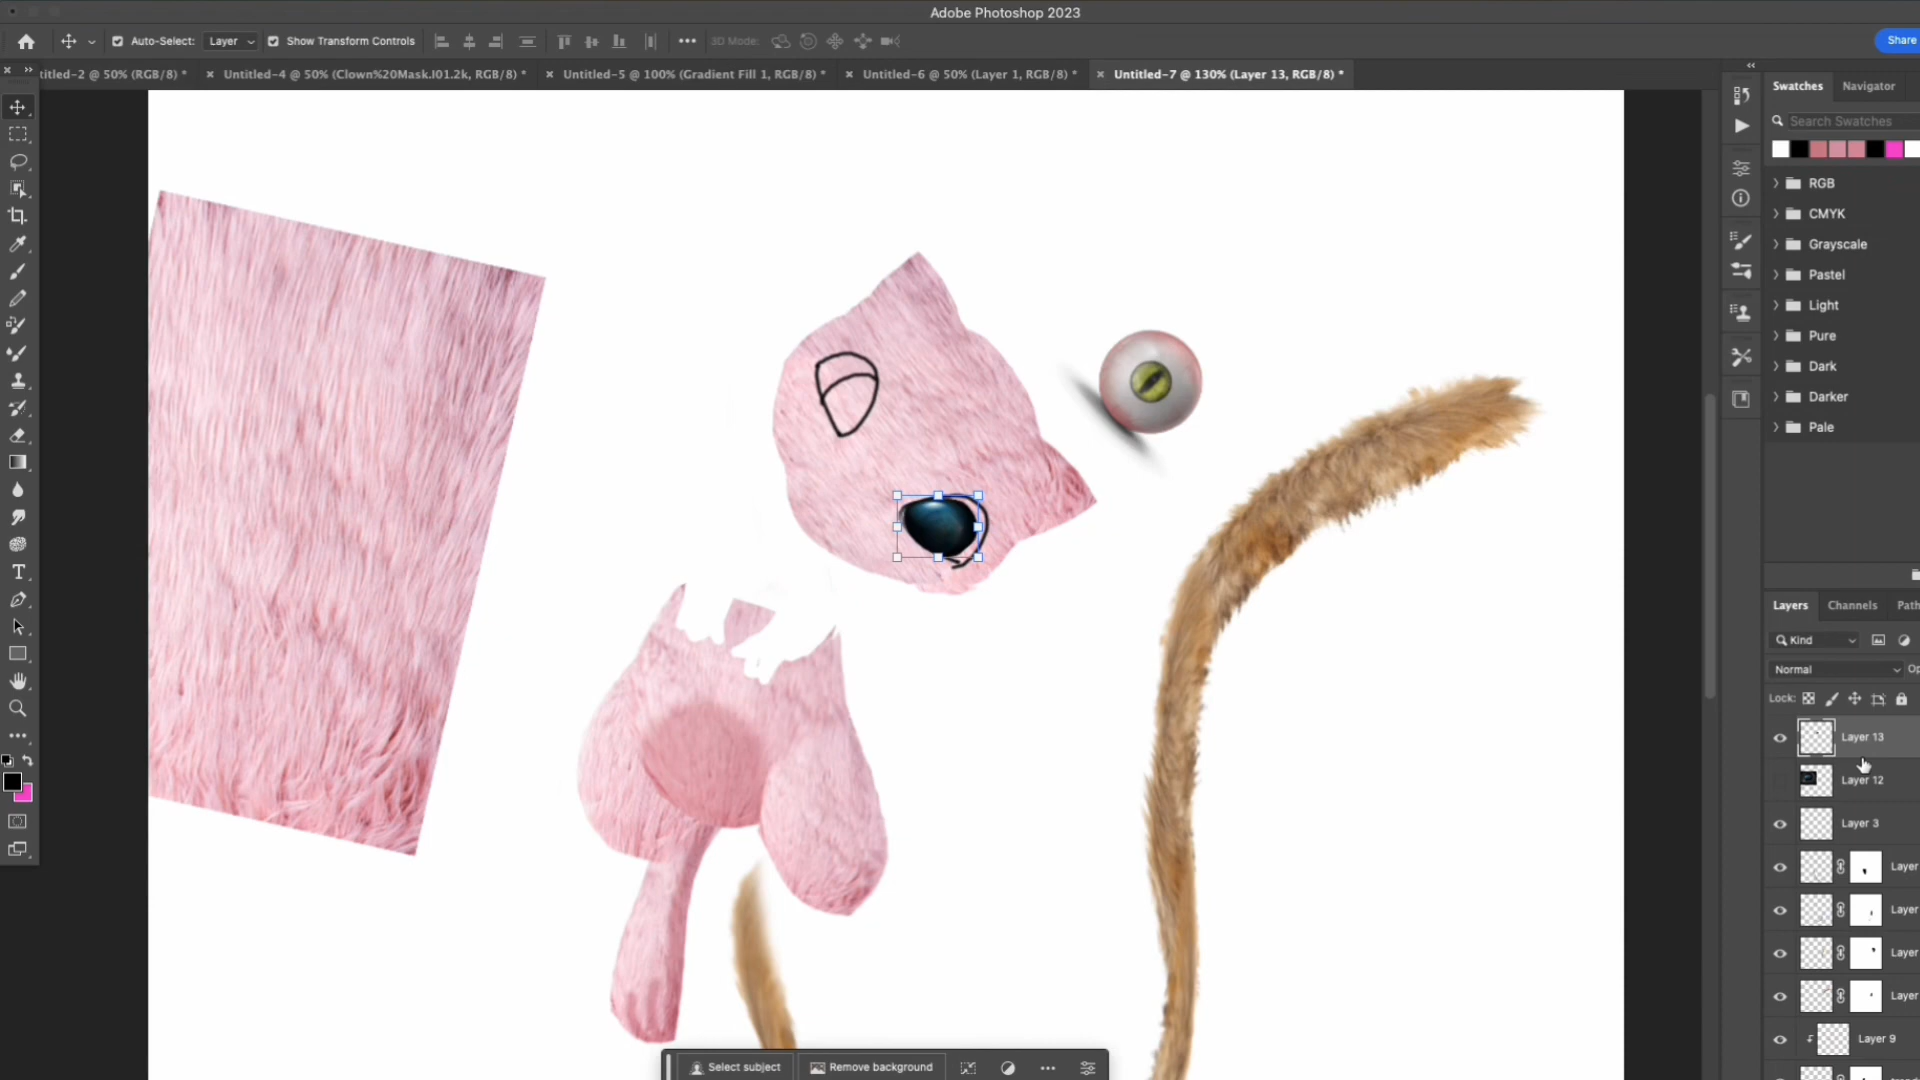 Adobe Photoshop 2023
Auto-Select: Layer Show Transform Controls 3D Mode: Share
titled-2 @ 50% (RGB/8) * Untitled-4 @ 50% (Clown%20Mask.I01.2k, RGB/8) * Untitled-5 @ 100% (Gradient Fill 1, RGB/8) * Untitled-6 @ 50% (Layer 1, RGB/8) * Untitled-7 @ 130% (Layer 13, RGB/8) *
Swatches Navigator
Search Swatches
RGB
CMYK
Grayscale
Pastel
Light
Pure
Dark
Darker
Pale
Layers Channels Path
Kind
Normal Op
Lock:
Layer 13
Layer 12
Layer 3
Layer
Layer
Layer
Layer
Layer 9
Select subject Remove background